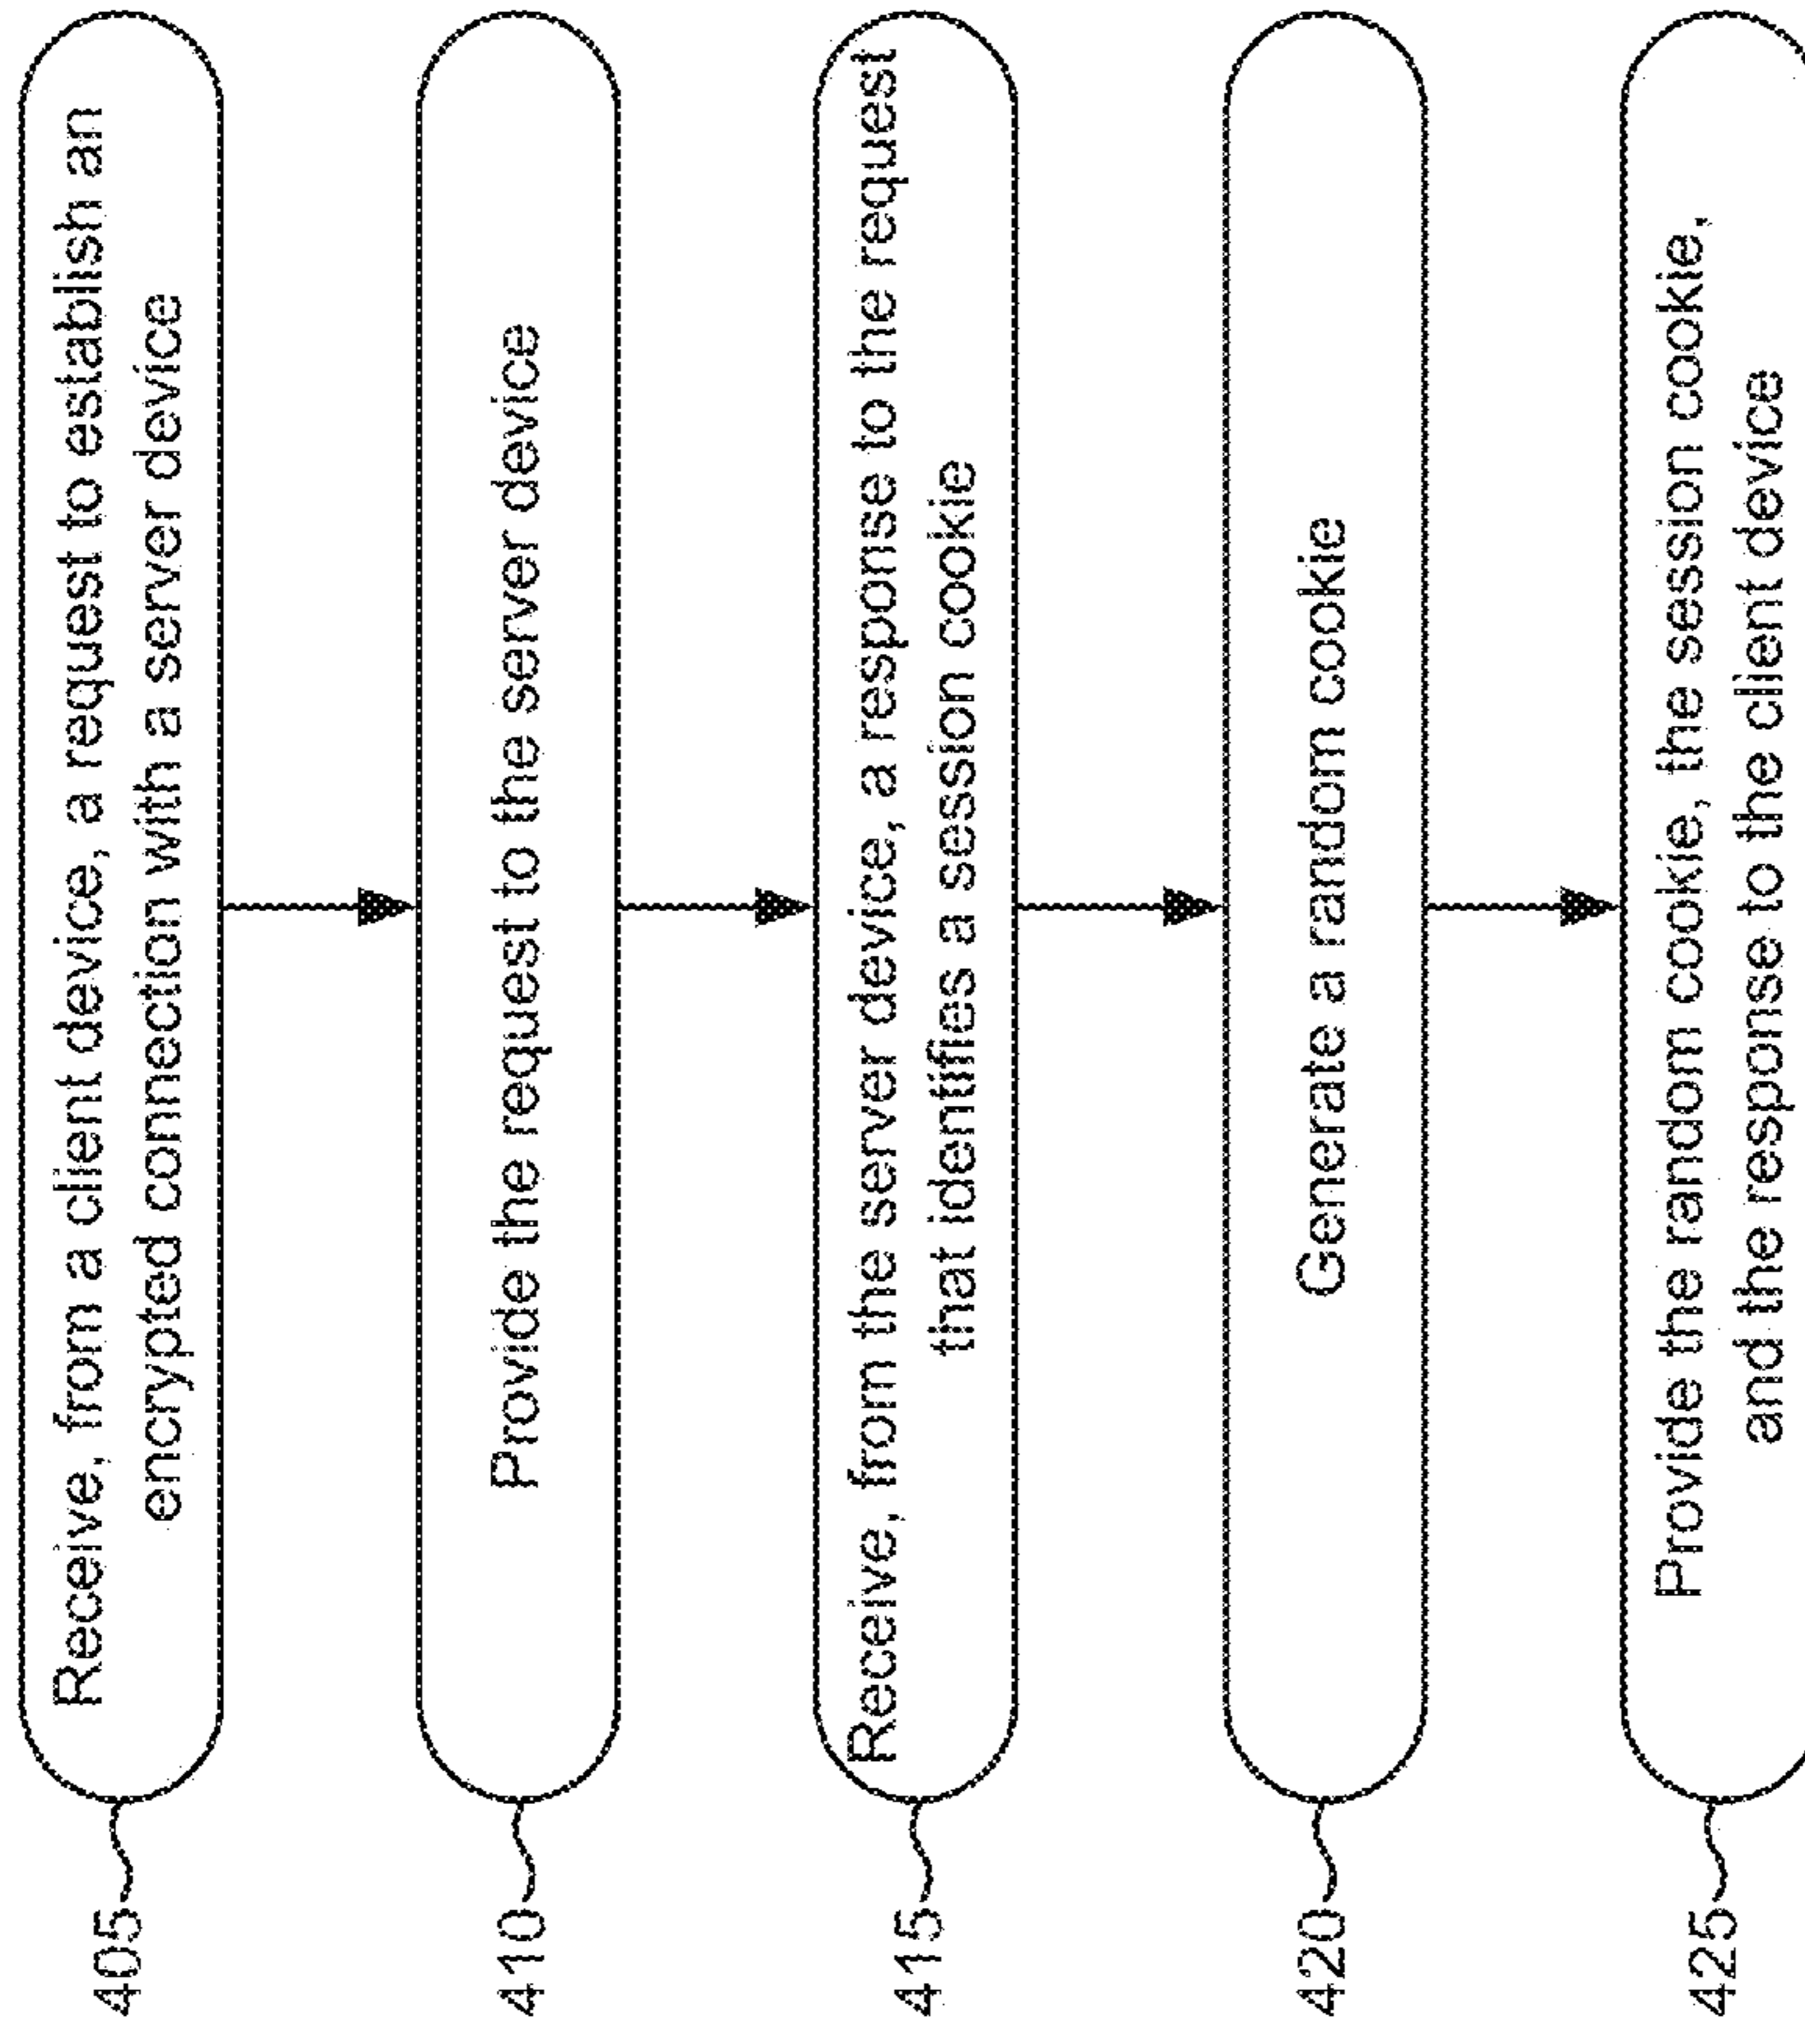 405
Receive, from a client device, a request to establish an
encrypted connection with a server device
410
Provide the request to the server device
415
Receive, from the server device, a response to the request
that identifies a session cookie
420
Generate a random cookie
425
Provide the random cookie, the session cookie,
and the response to the client device